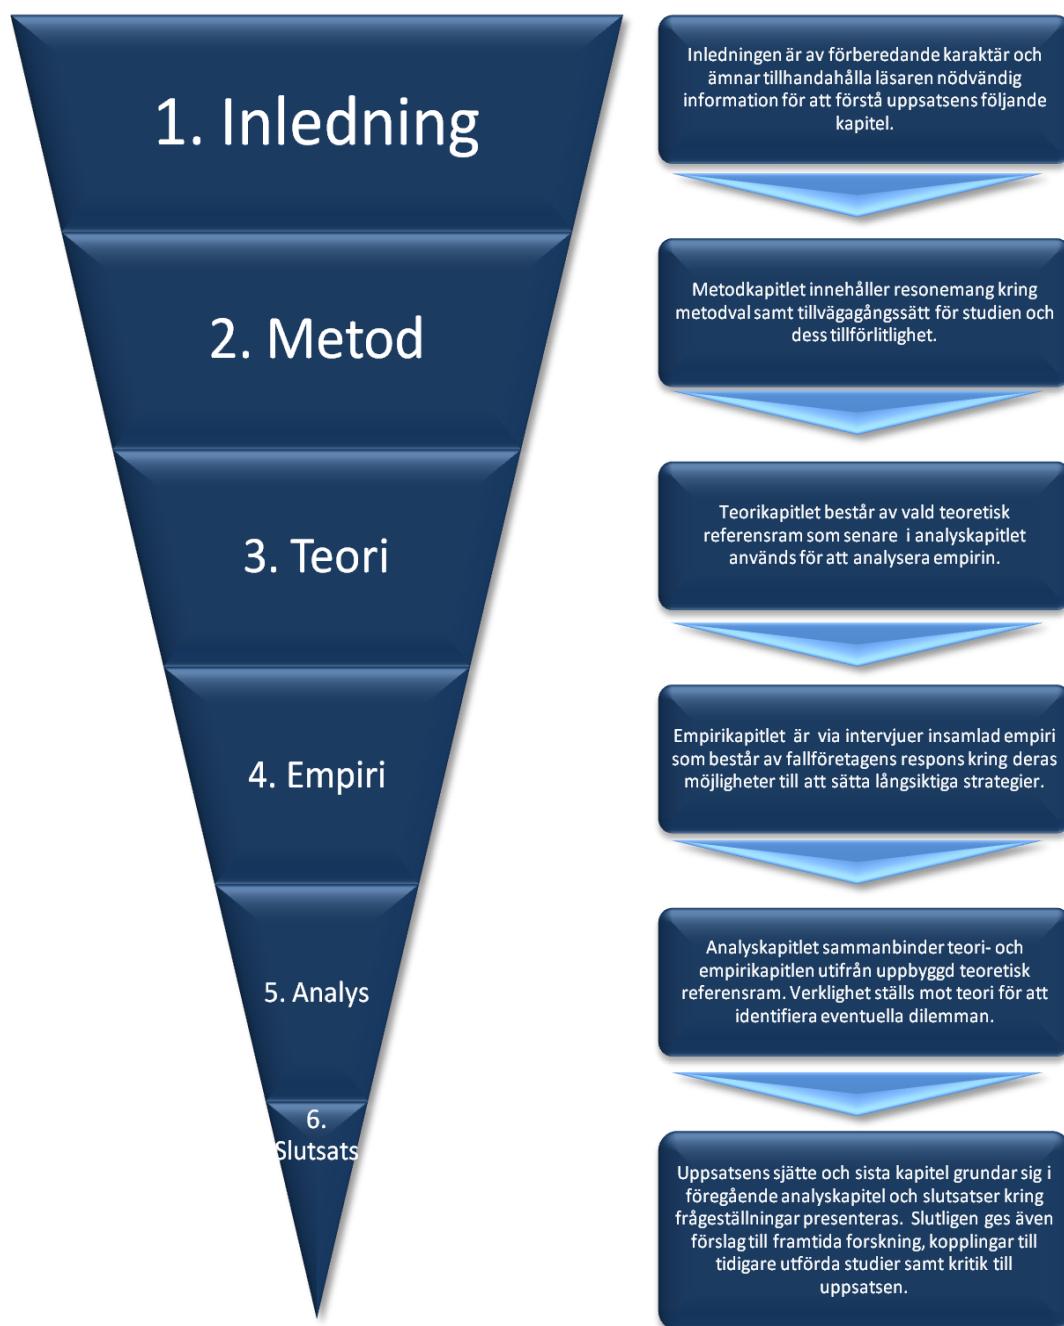 1. Inledning
Inledningen är av förberedande karaktär och
ämnar tillhandahålla läsaren nödvändig
information för att förstå uppsatsens följande
kapitel.
2. Metod
Metodkapitlet innehåller resonemang kring
metodval samt tillvägagångssätt för studien och
dess tillförlitlighet.
3. Teori
Teorikapitlet består av vald teoretisk
referensram som senare i analyskapitlet
används för att analysera empirin.
4. Empiri
Empirikapitlet är via intervjuer insamlad empiri
som består av fallföretagens respons kring deras
möjligheter till att sätta långsiktiga strategier.
5. Analys
Analyskapitlet sammanbinder teori- och
empirikapitlen utifrån uppbyggd teoretisk
referensram. Verklighet ställs mot teori för att
identifiera eventuella dilemman.
6.
Slutsats
Uppsatsens sjätte och sista kapitel grundar sig i
föregående analyskapitel och slutsatser kring
frågeställningar presenteras. Slutligen ges även
förslag till framtida forskning, kopplingar till
tidigare utförda studier samt kritik till
uppsatsen.